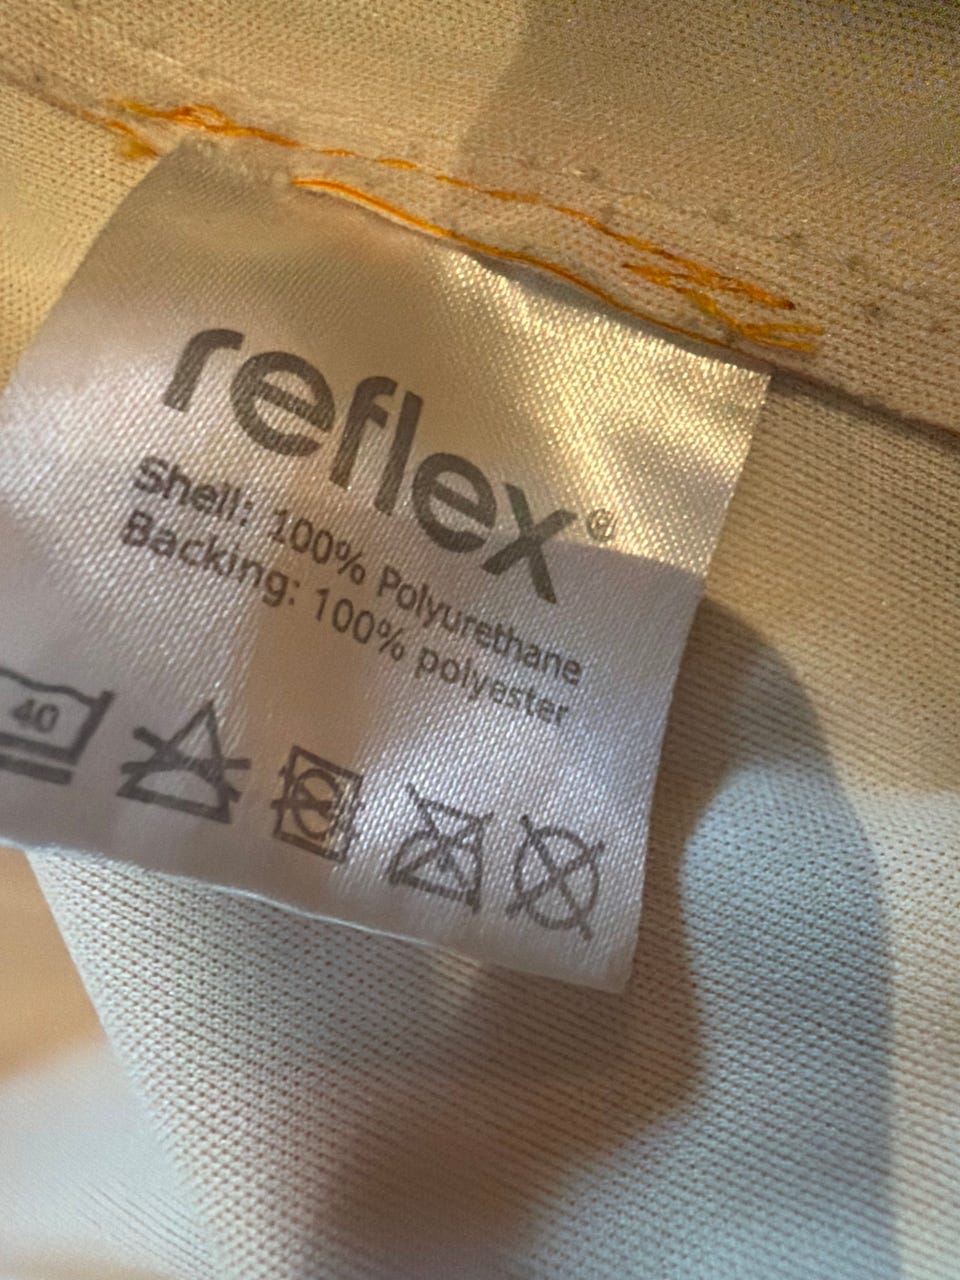 reflex®
Shell: 100% Polyurethane
Backing: 100% polyester
40